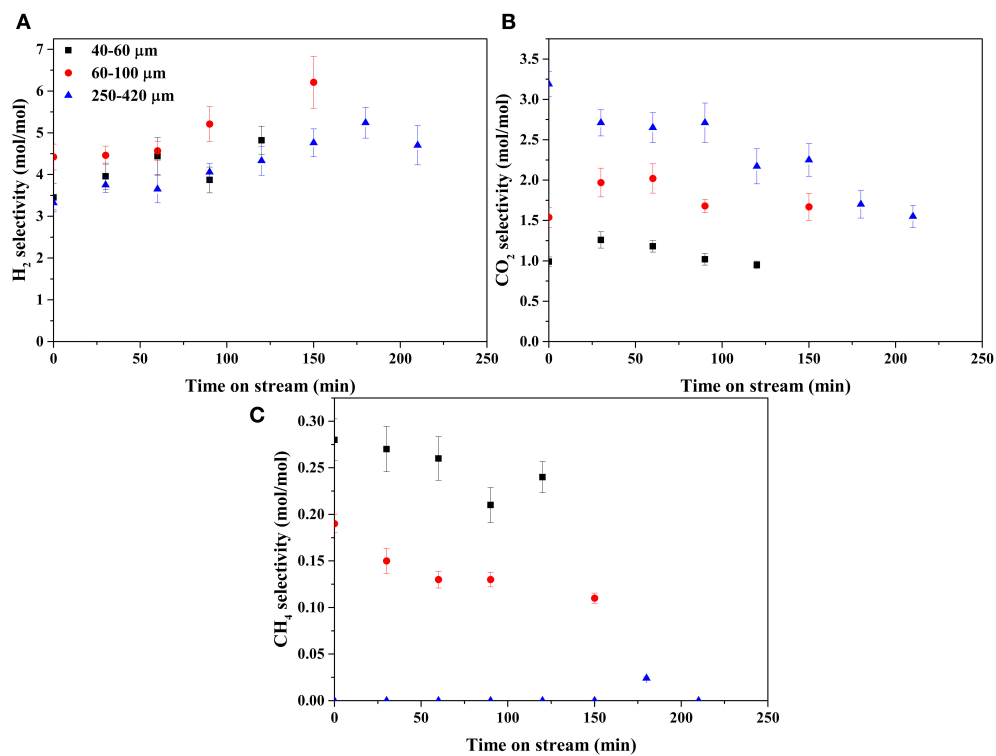 A
H2 selectivity (mol/mol)
7
6
5
4
3
2
1
0
40-60 μm
60-100 μm
250-420 μm
0 50 100 150 200 250
Time on stream (min)
B
CO2 selectivity (mol/mol)
3.5
3.0
2.5
2.0
1.5
1.0
0.5
0.0
0 50 100 150 200 250
Time on stream (min)
C
CH4 selectivity (mol/mol)
0.30
0.25
0.20
0.15
0.10
0.05
0.00
0 50 100 150 200 250
Time on stream (min)